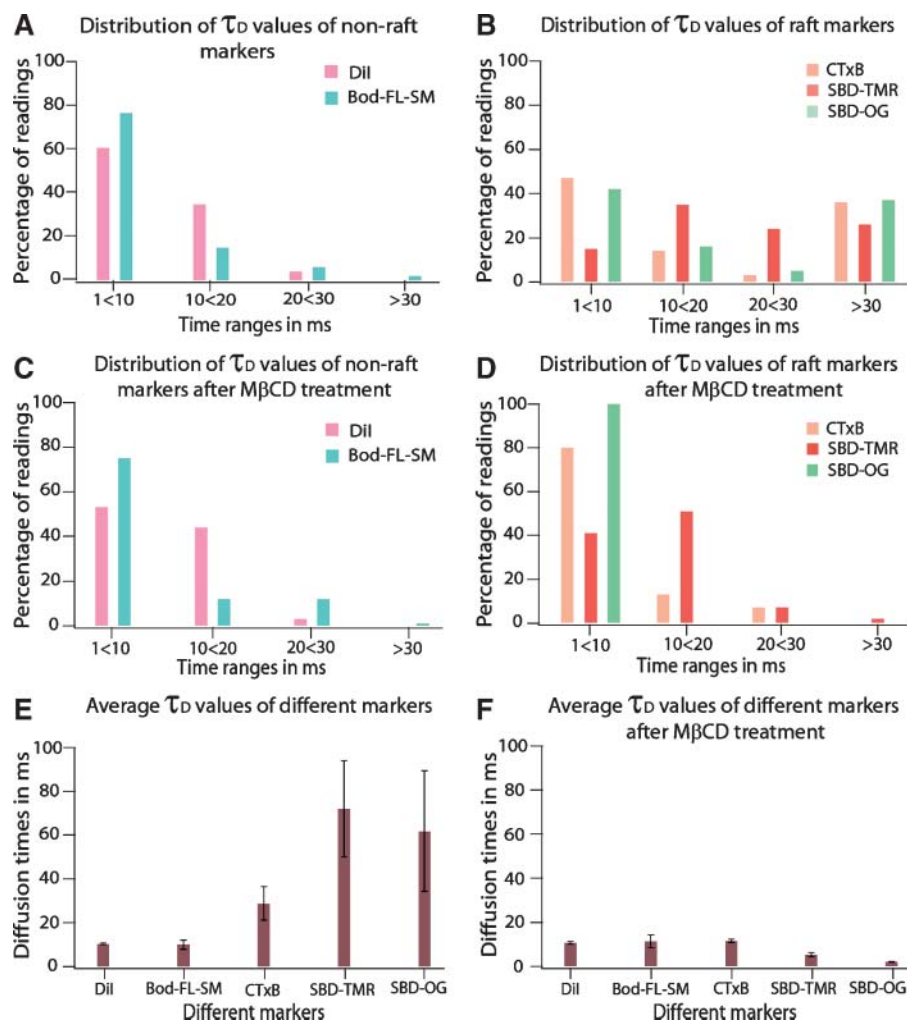 A
Distribution of τD values of non-raft
markers
Percentage of readings
100
80
60
40
20
0
DiI
Bod-FL-SM
1<10
10<20
20<30
>30
Time ranges in ms
B
Distribution of τD values of raft markers
Percentage of readings
100
80
60
40
20
0
CTxB
SBD-TMR
SBD-OG
1<10
10<20
20<30
>30
Time ranges in ms
C
Distribution of τD values of non-raft
markers after MβCD treatment
Percentage of readings
100
80
60
40
20
0
DiI
Bod-FL-SM
1<10
10<20
20<30
>30
Time ranges in ms
D
Distribution of τD values of raft markers
after MβCD treatment
Percentage of readings
100
80
60
40
20
0
CTxB
SBD-TMR
SBD-OG
1<10
10<20
20<30
>30
Time ranges in ms
E
Average τD values of different markers
Diffusion times in ms
100
80
60
40
20
0
DiI
Bod-FL-SM
CTxB
SBD-TMR
SBD-OG
Different markers
F
Average τD values of different markers
after MβCD treatment
Diffusion times in ms
100
80
60
40
20
0
DiI
Bod-FL-SM
CTxB
SBD-TMR
SBD-OG
Different markers